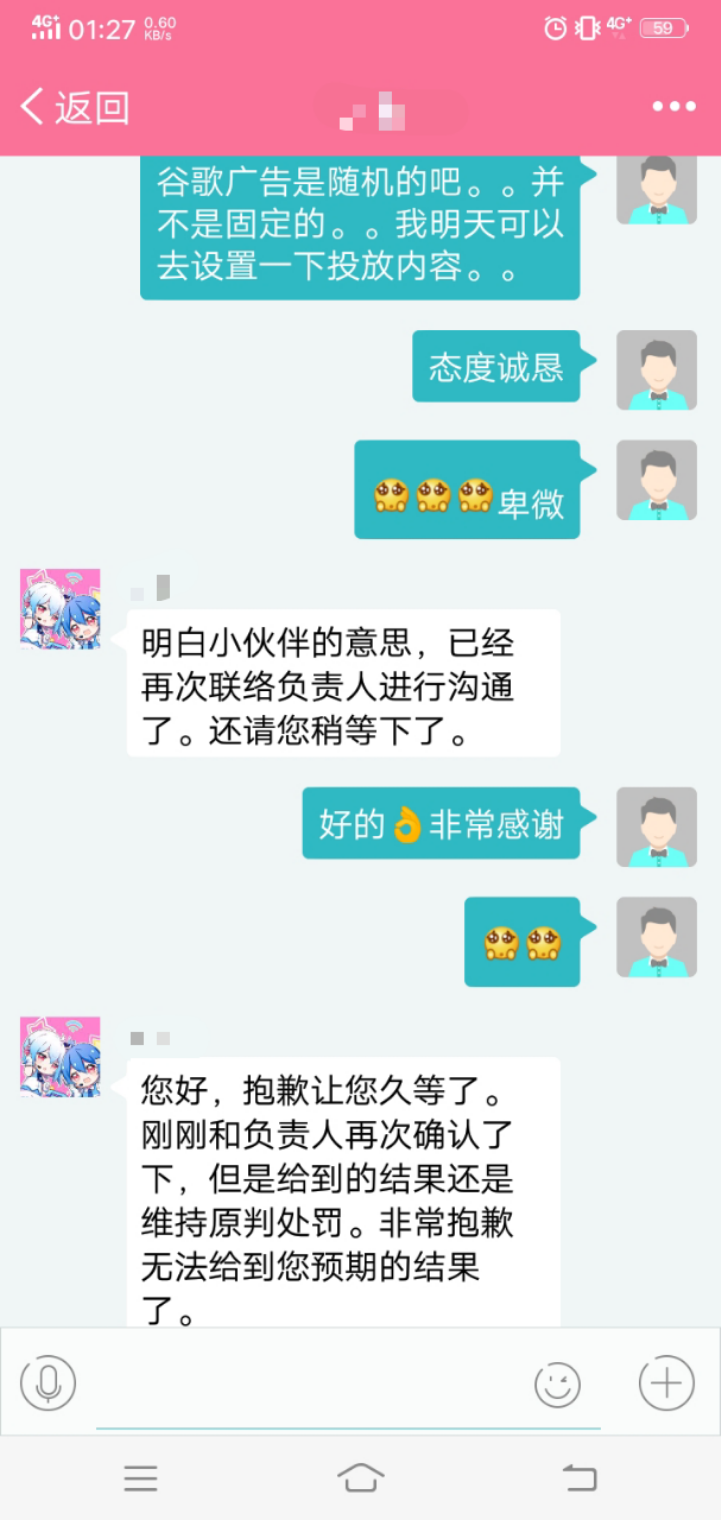 4G+ 01:27 0.60 KB/s 4G+ 59
返回
谷歌广告是随机的吧。。并
不是固定的。。我明天可以
去设置一下投放内容。。
态度诚恳
🥺🥺🥺卑微
明白小伙伴的意思，已经
再次联络负责人进行沟通
了。还请您稍等下了。
好的👌非常感谢
🥺🥺
您好，抱歉让您久等了。
刚刚和负责人再次确认了
下，但是给到的结果还是
维持原判处罚。非常抱歉
无法给到您预期的结果
了。